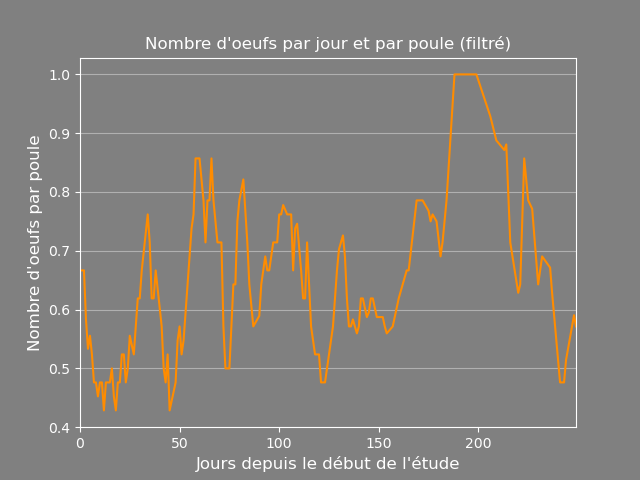 Nombre d'oeufs par jour et par poule (filtré)
Nombre d'oeufs par poule
1.0
0.9
0.8
0.7
0.6
0.5
0.4
0 50 100 150 200
Jours depuis le début de l'étude